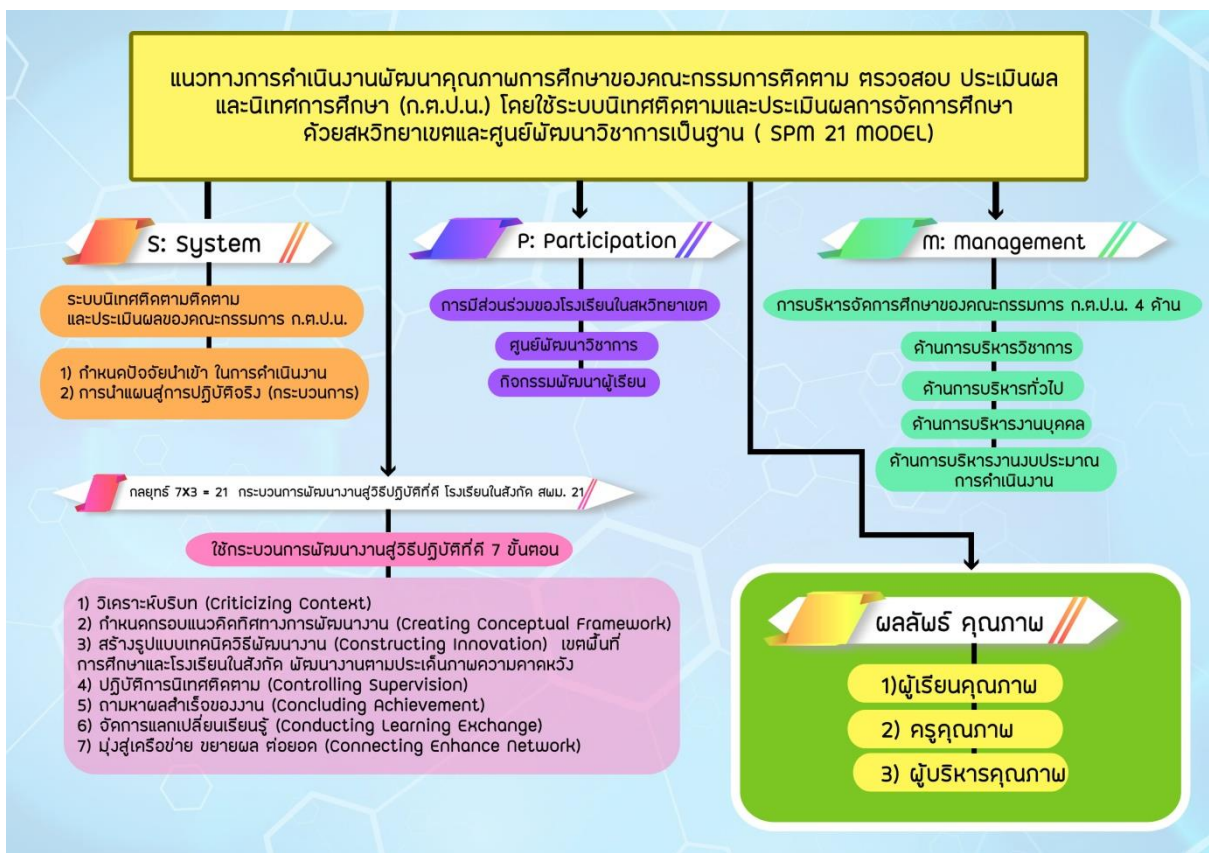 แนวทางการดำเนินงานพัฒนาคุณภาพการศึกษาของคณะกรรมการติดตาม ตรวจสอบ ประเมินผล
และนิเทศการศึกษา (ก.ต.ป.น.) โดยใช้ระบบนิเทศติดตามและประเมินผลการจัดการศึกษา
ด้วยสหวิทยาเขตและศูนย์พัฒนาวิชาการเป็นฐาน ( SPM 21 MODEL)
S: System
ระบบนิเทศติดตามติดตาม
และประเมินผลของคณะกรรมการ ก.ต.ป.น.
1) กำหนดปัจจัยนำเข้า ในการดำเนินงาน
2) การนำแผนสู่การปฏิบัติจริง (กระบวนการ)
P: Participation
การมีส่วนร่วมของโรงเรียนในสหวิทยาเขต
ศูนย์พัฒนาวิชาการ
กิจกรรมพัฒนาผู้เรียน
M: Management
การบริหารจัดการศึกษาของคณะกรรมการ ก.ต.ป.น. 4 ด้าน
ด้านการบริหารวิชาการ
ด้านการบริหารทั่วไป
ด้านการบริหารงานบุคคล
ด้านการบริหารงานงบประมาณ
การดำเนินงาน
กลยุทธ์ 7X3 = 21 กระบวนการพัฒนางานสู่วิธีปฏิบัติที่ดี โรงเรียนในสังกัด สพม. 21
ใช้กระบวนการพัฒนางานสู่วิธีปฏิบัติที่ดี 7 ขั้นตอน
1) วิเคราะห์บริบท (Criticizing Context)
2) กำหนดกรอบแนวคิดทิศทางการพัฒนางาน (Creating Conceptual Framework)
3) สร้างรูปแบบเทคนิควิธีพัฒนางาน (Constructing Innovation) เขตพื้นที่
การศึกษาและโรงเรียนในสังกัด พัฒนางานตามประเด็นภาพความคาดหวัง
4) ปฏิบัติการนิเทศติดตาม (Controlling Supervision)
5) ถามหาผลสำเร็จของงาน (Concluding Achievement)
6) จัดการแลกเปลี่ยนเรียนรู้ (Conducting Learning Exchange)
7) มุ่งสู่เครือข่าย ขยายผล ต่อยอด (Connecting Enhance Network)
ผลลัพธ์ คุณภาพ
1)ผู้เรียนคุณภาพ
2) ครูคุณภาพ
3) ผู้บริหารคุณภาพ